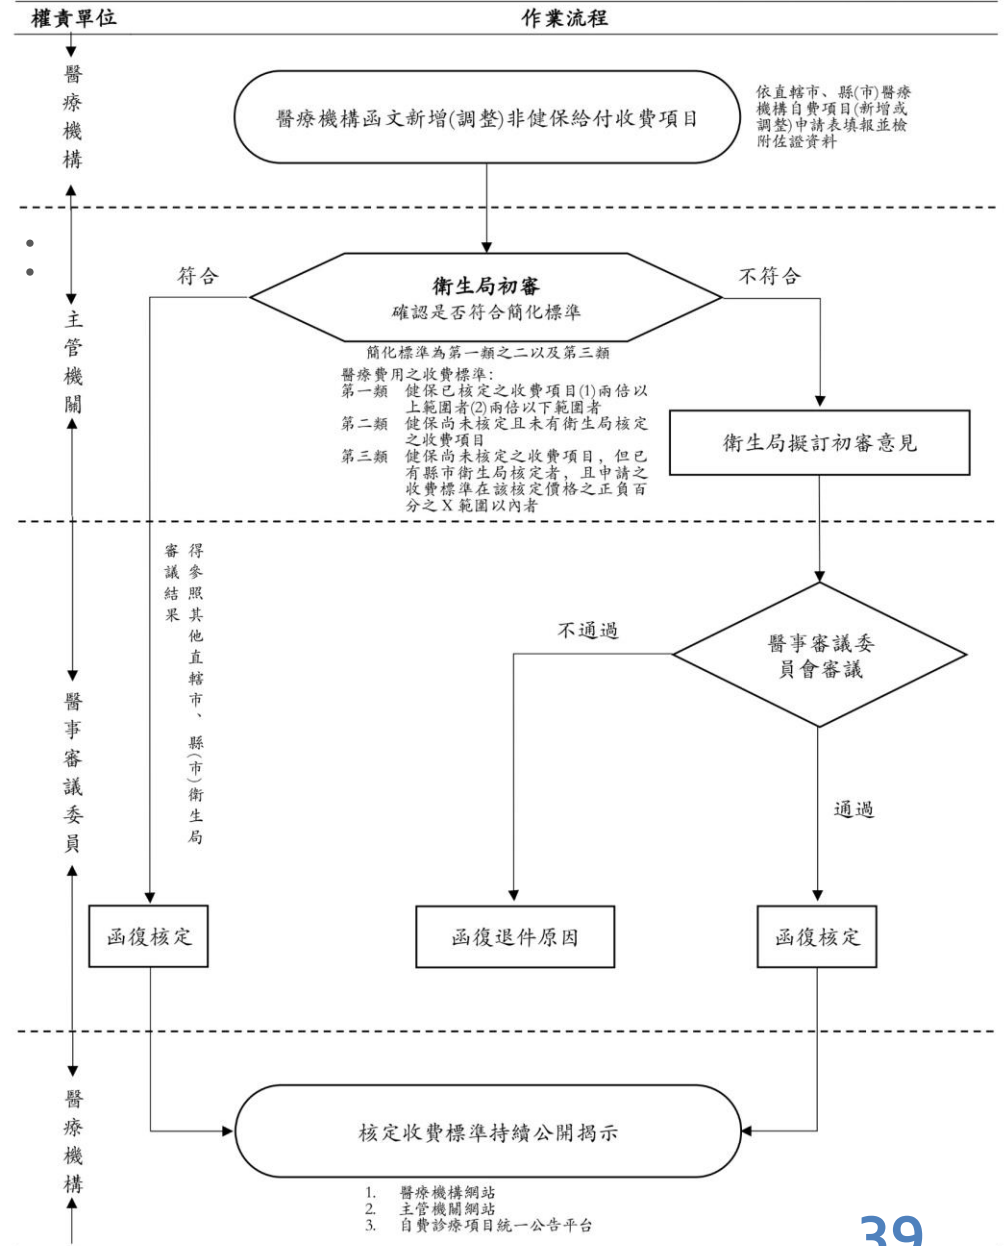 權責單位
作業流程
醫療機構
醫療機構函文新增(調整)非健保給付收費項目
依直轄市、縣(市)醫療
機構自費項目(新增或
調整)申請表填報並檢
附佐證資料
主管機關
符合
衛生局初審
確認是否符合簡化標準
不符合
簡化標準為第一類之二以及第三類
醫療費用之收費標準：
第一類 健保已核定之收費項目(1)兩倍以
上範圍者(2)兩倍以下範圍者
第二類 健保尚未核定且未有衛生局核定
之收費項目
第三類 健保尚未核定之收費項目，但已
有縣市衛生局核定者，且申請之
收費標準在該核定價格之正負百
分之X範圍以內者
衛生局擬訂初審意見
得參照其他直轄市、縣(市)衛生局
審議結果
醫事審議委員
不通過
醫事審議委
員會審議
通過
函復核定
函復退件原因
函復核定
醫療機構
核定收費標準持續公開揭示
1. 醫療機構網站
2. 主管機關網站
3. 自費診療項目統一公告平台
39